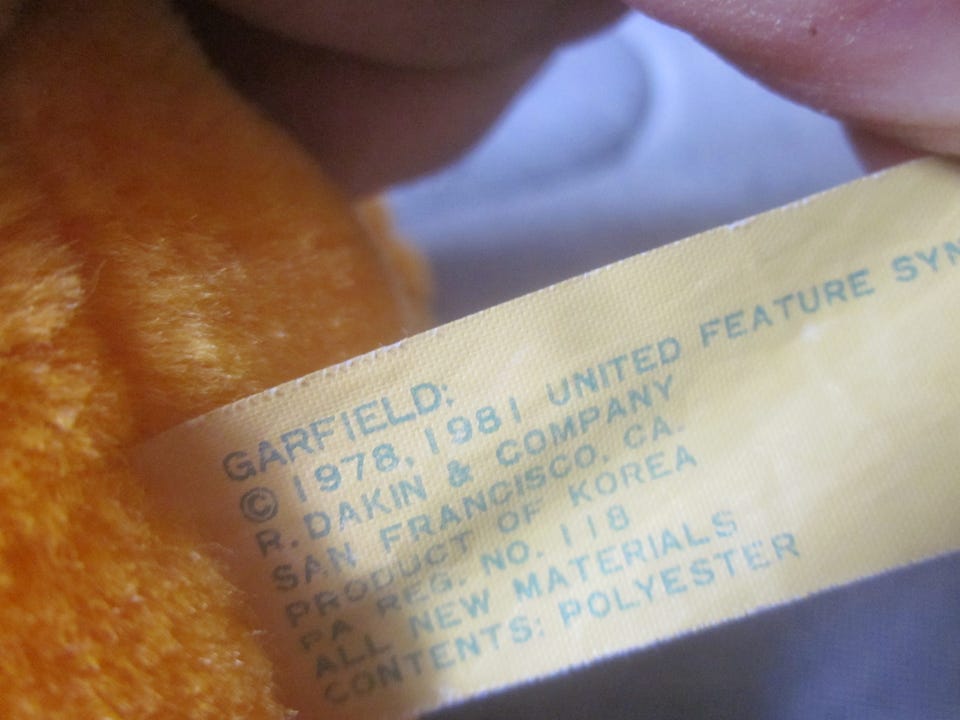 GARFIELD:
© 1978, 1981 UNITED FEATURE SYN
R. DAKIN & COMPANY
SAN FRANCISCO, CA.
PRODUCT OF KOREA
PA REG. NO. 118
ALL NEW MATERIALS
CONTENTS: POLYESTER